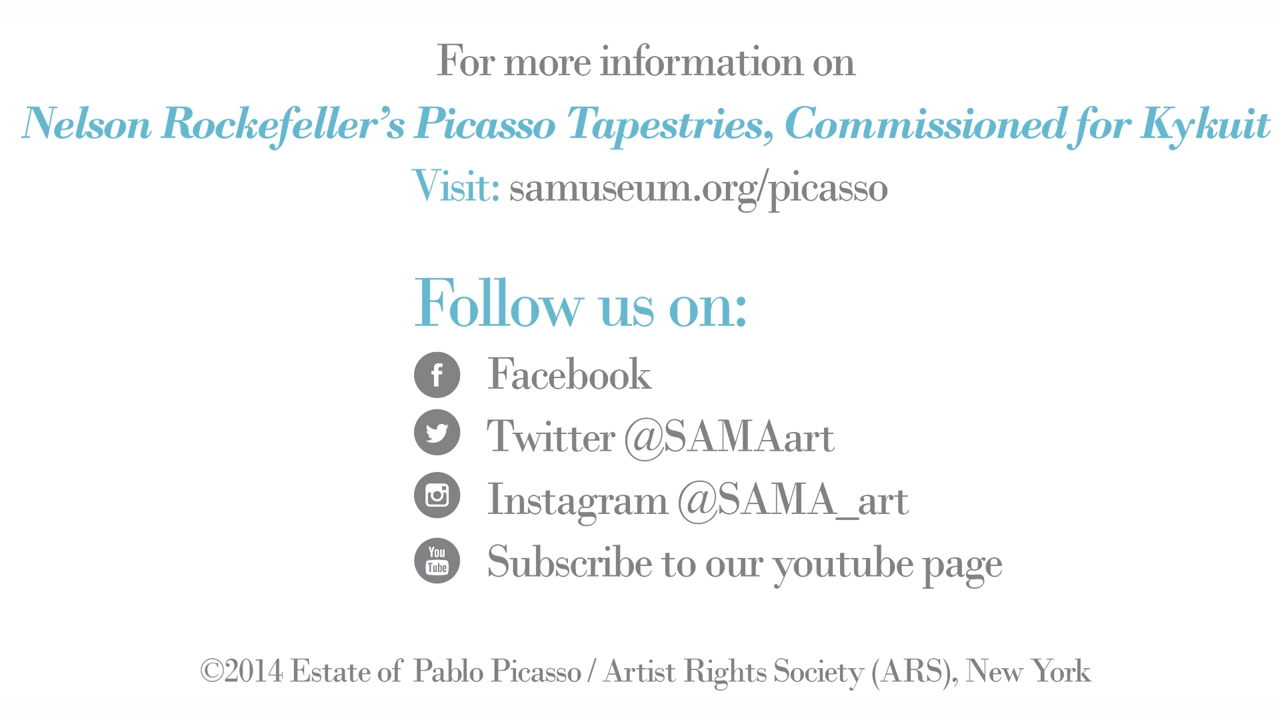 For more information on
Nelson Rockefeller’s Picasso Tapestries, Commissioned for Kykuit
Visit: samuseum.org/picasso
Follow us on:
f Facebook
Twitter @SAMAart
Instagram @SAMA_art
You
Tube
Subscribe to our youtube page
©2014 Estate of Pablo Picasso / Artist Rights Society (ARS), New York